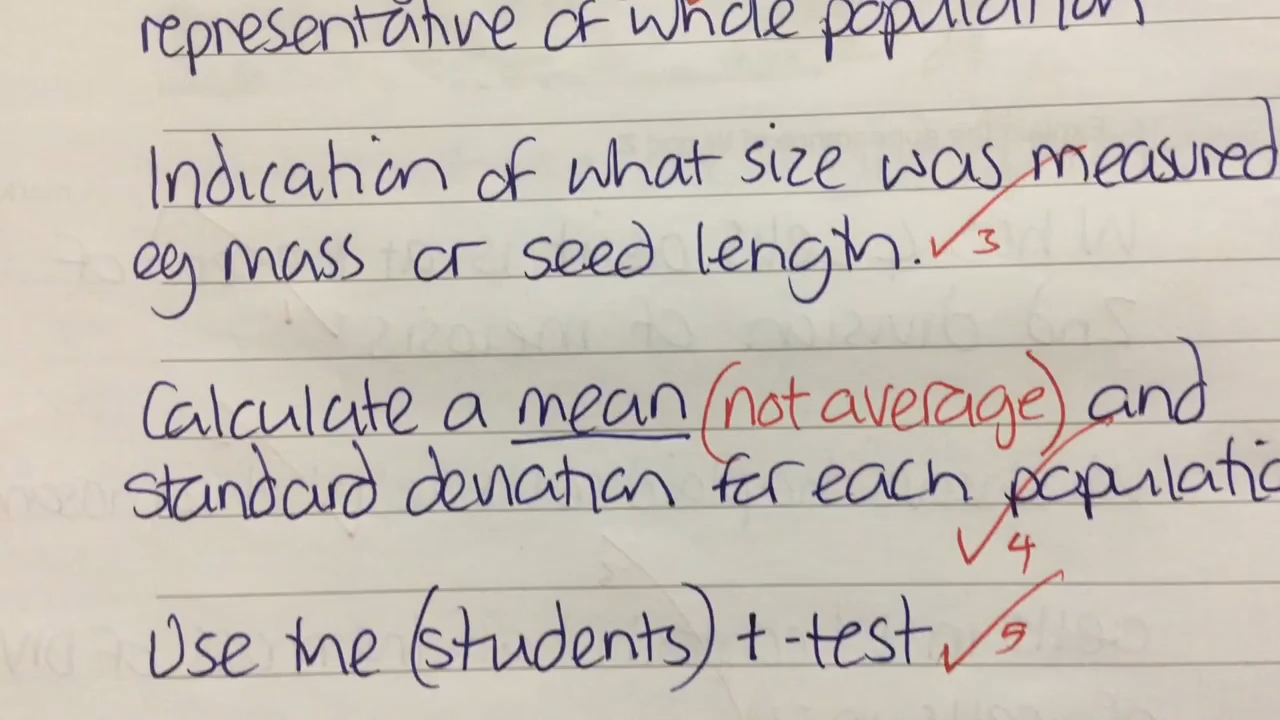 representative of whole population
Indication of what size was measured
eg mass or seed length. ✓3
Calculate a mean (not average) and
standard deviation for each populatio
✓4
Use the (students) t-test ✓5